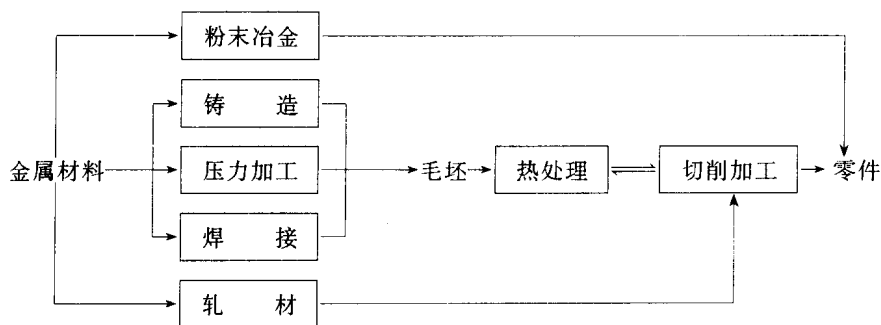 粉末冶金
铸 造
金属材料
压力加工
毛坯
热处理
切削加工
零件
焊 接
轧 材